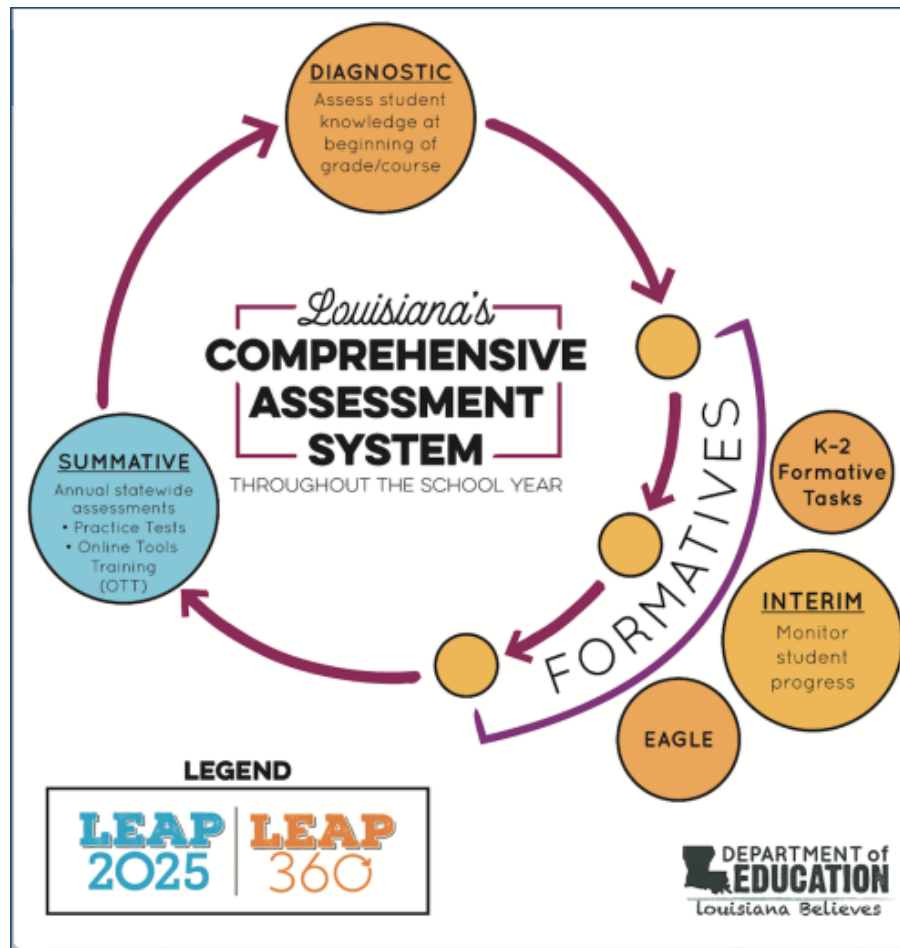 DIAGNOSTIC
Assess student
knowledge at
beginning of
grade/course
Louisiana's
COMPREHENSIVE
ASSESSMENT
SYSTEM
THROUGHOUT THE SCHOOL YEAR
FORMATIVES
K-2
Formative
Tasks
INTERIM
Monitor
student
progress
EAGLE
SUMMATIVE
Annual statewide
assessments
• Practice Tests
• Online Tools
Training
(OTT)
LEGEND
LEAP
2025
LEAP
360
DEPARTMENT of
EDUCATION
Louisiana Believes